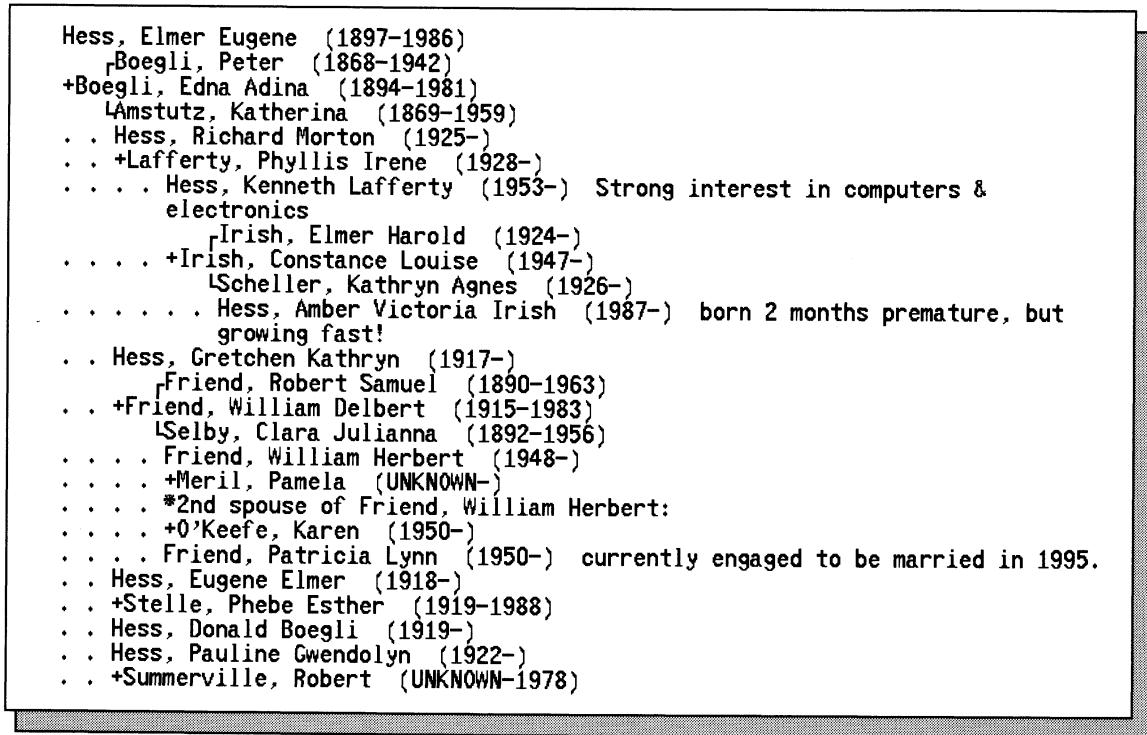 Hess, Elmer Eugene (1897-1986)
┌Boegli, Peter (1868-1942)
+Boegli, Edna Adina (1894-1981)
└Amstutz, Katherina (1869-1959)
. . Hess, Richard Morton (1925-)
. . +Lafferty, Phyllis Irene (1928-)
. . . . Hess, Kenneth Lafferty (1953-) Strong interest in computers &
electronics
┌Irish, Elmer Harold (1924-)
. . . . +Irish, Constance Louise (1947-)
└Scheller, Kathryn Agnes (1926-)
. . . . . . Hess, Amber Victoria Irish (1987-) born 2 months premature, but
growing fast!
. . Hess, Gretchen Kathryn (1917-)
┌Friend, Robert Samuel (1890-1963)
. . +Friend, William Delbert (1915-1983)
└Selby, Clara Julianna (1892-1956)
. . . . Friend, William Herbert (1948-)
. . . . +Meril, Pamela (UNKNOWN-)
. . . . *2nd spouse of Friend, William Herbert:
. . . . +O'Keefe, Karen (1950-)
. . . . Friend, Patricia Lynn (1950-) currently engaged to be married in 1995.
. . Hess, Eugene Elmer (1918-)
. . +Stelle, Phebe Esther (1919-1988)
. . Hess, Donald Boegli (1919-)
. . Hess, Pauline Gwendolyn (1922-)
. . +Summerville, Robert (UNKNOWN-1978)